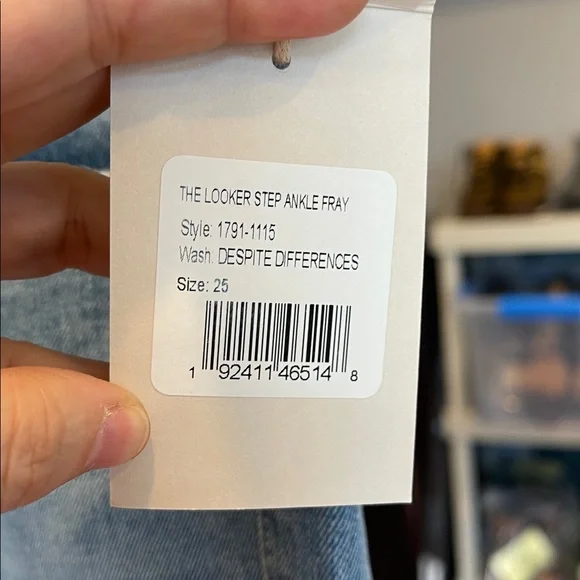 THE LOOKER STEP ANKLE FRAY
Style: 1791-1115
Wash: DESPITE DIFFERENCES
Size: 25
1 92411 46514 8